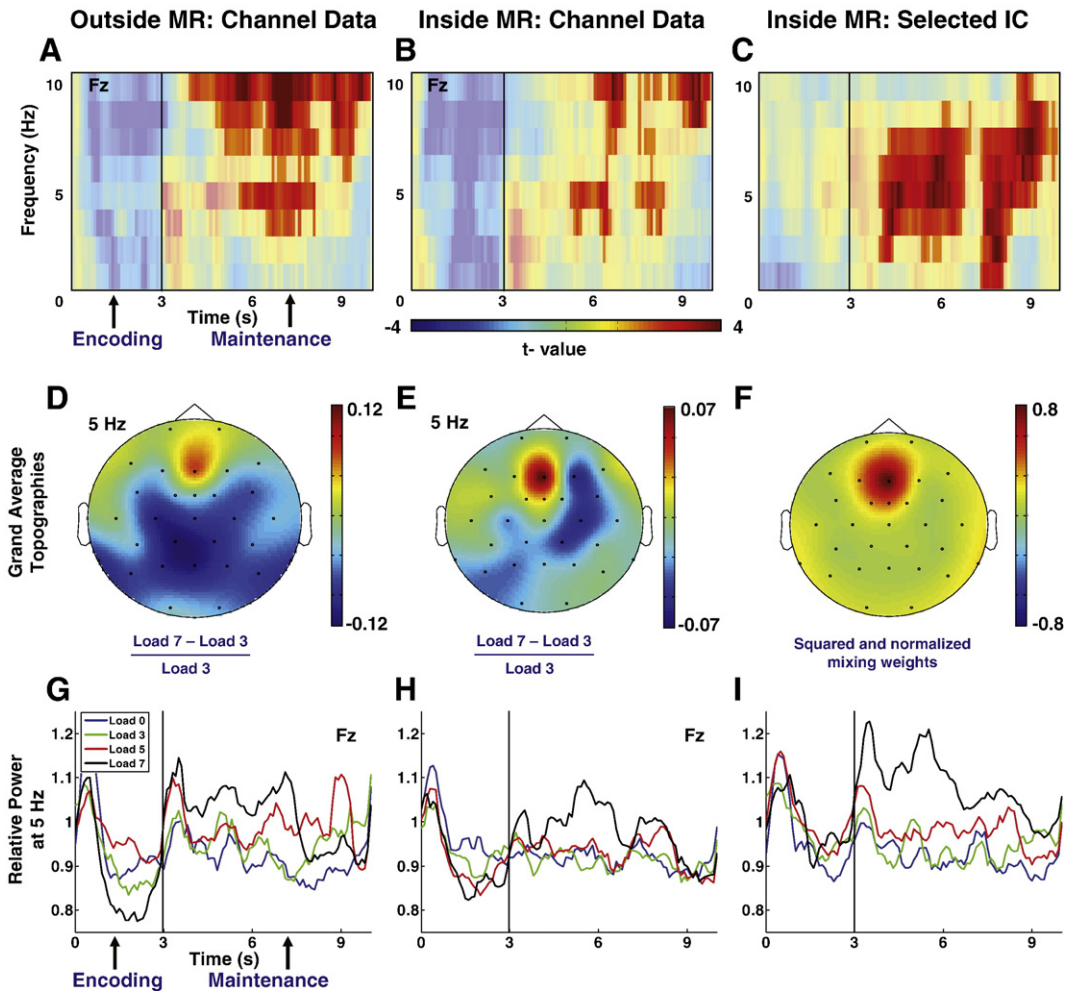 Outside MR: Channel Data
Inside MR: Channel Data
Inside MR: Selected IC
A
B
C
Frequency (Hz)
10
5
0
Fz
3
6
9
Time (s)
Encoding
Maintenance
10
5
0
Fz
3
6
9
-4
4
t- value
10
5
0
3
6
9
D
E
F
Grand Average
Topographies
5 Hz
0.12
-0.12
Load 7 – Load 3
Load 3
5 Hz
0.07
-0.07
Load 7 – Load 3
Load 3
0.8
-0.8
Squared and normalized
mixing weights
G
H
I
Relative Power
at 5 Hz
1.2
1.1
1
0.9
0.8
Load 0
Load 3
Load 5
Load 7
Fz
0
3
6
9
Time (s)
Encoding
Maintenance
1.2
1.1
1
0.9
0.8
Fz
0
3
6
9
1.2
1.1
1
0.9
0.8
0
3
6
9